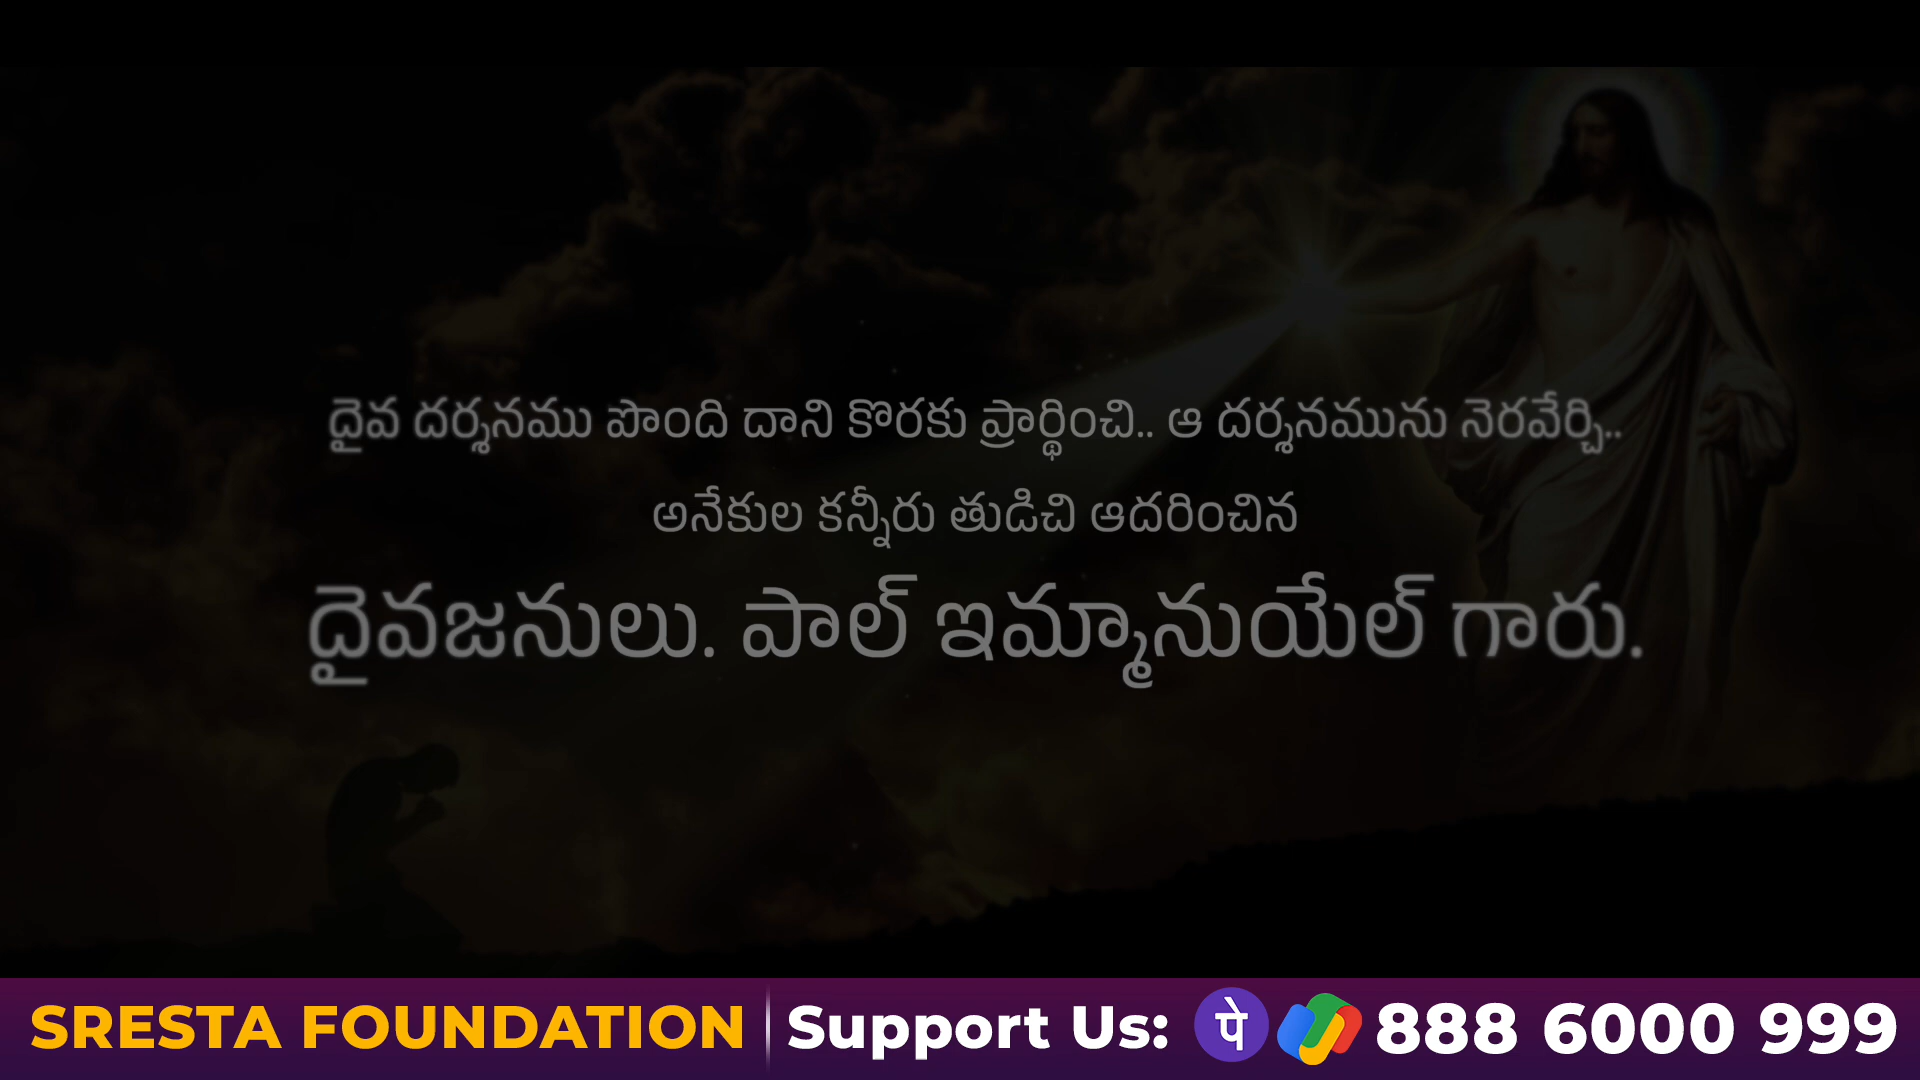 దైవ దర్శనము పొంది దాని కొరకు ప్రార్థించి.. ఆ దర్శనమును నెరవేర్చి..
అనేకుల కన్నీరు తుడిచి ఆదరించిన
దైవజనులు. పాల్ ఇమ్మానుయేల్ గారు.
SRESTA FOUNDATION Support Us: पे 888 6000 999